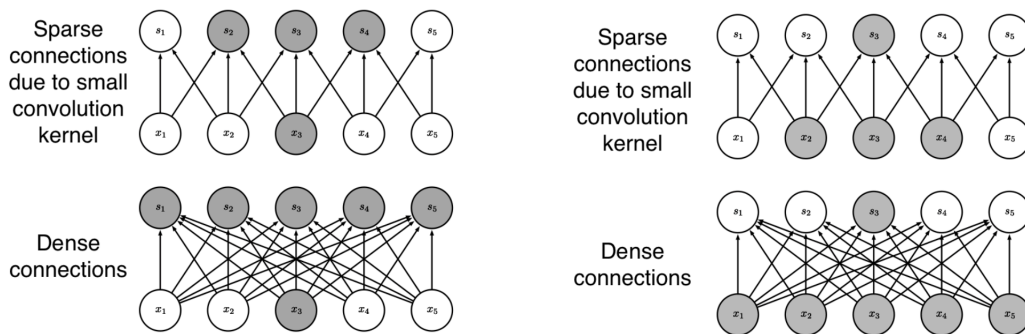 Sparse
connections
due to small
convolution
kernel
s₁ s₂ s₃ s₄ s₅
x₁ x₂ x₃ x₄ x₅
Dense
connections
s₁ s₂ s₃ s₄ s₅
x₁ x₂ x₃ x₄ x₅
Sparse
connections
due to small
convolution
kernel
s₁ s₂ s₃ s₄ s₅
x₁ x₂ x₃ x₄ x₅
Dense
connections
s₁ s₂ s₃ s₄ s₅
x₁ x₂ x₃ x₄ x₅